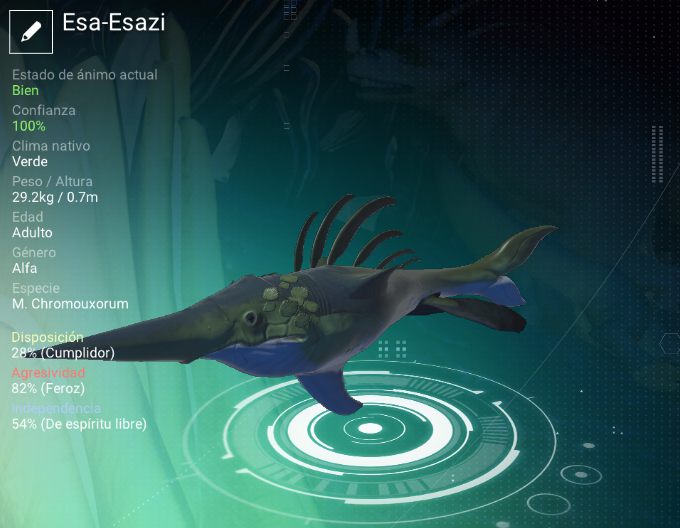 Esa-Esazi
Estado de ánimo actual
Bien
Confianza
100%
Clima nativo
Verde
Peso / Altura
29.2kg / 0.7m
Edad
Adulto
Género
Alfa
Especie
M. Chromouxorum
Disposición
28% (Cumplidor)
Agresividad
82% (Feroz)
Independencia
54% (De espíritu libre)